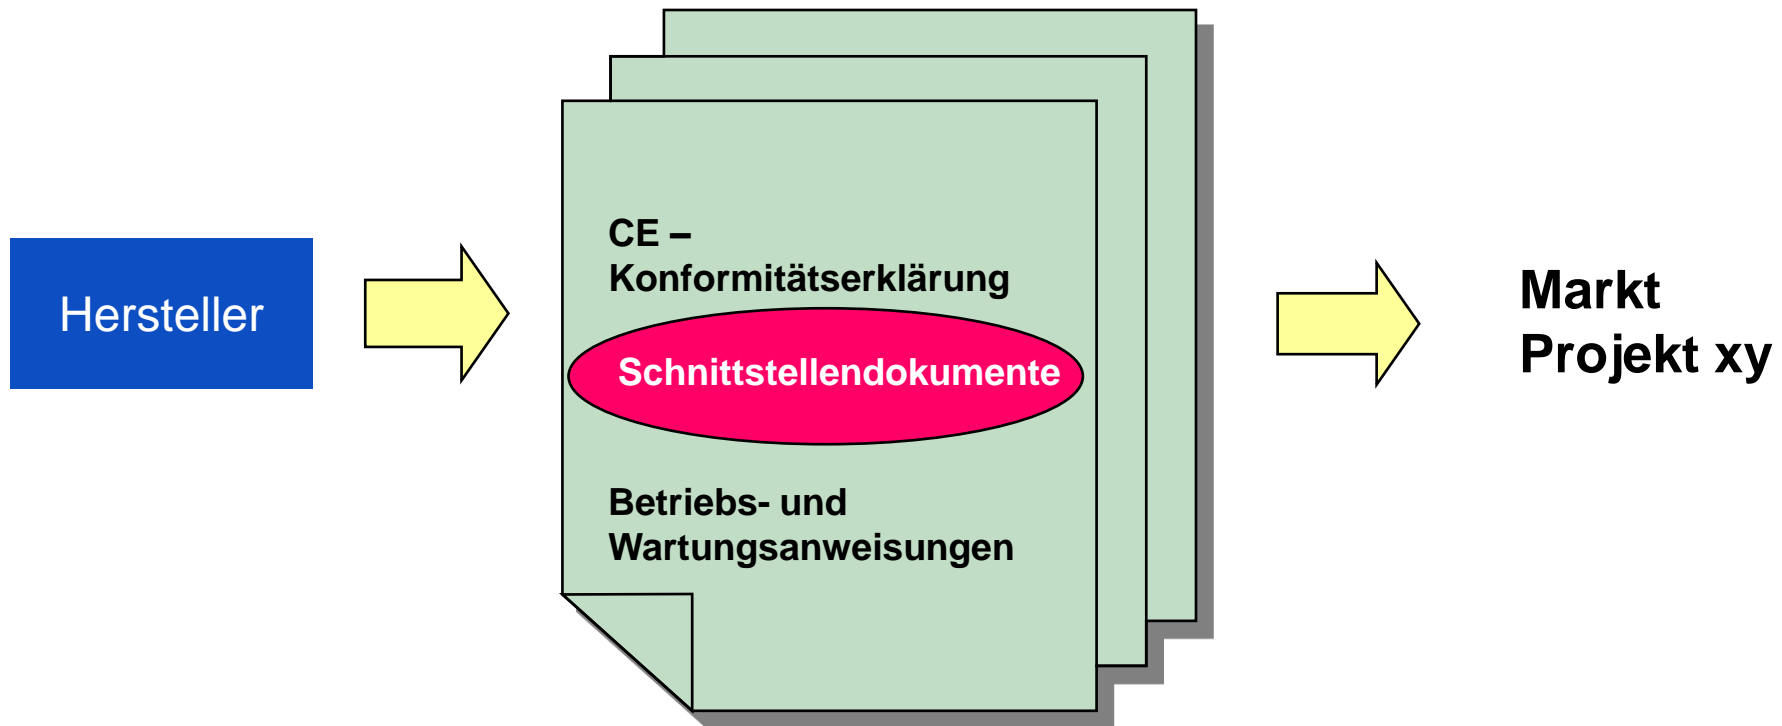 Hersteller
CE –
Konformitätserklärung
Schnittstellendokumente
Betriebs- und
Wartungsanweisungen
Markt
Projekt xy